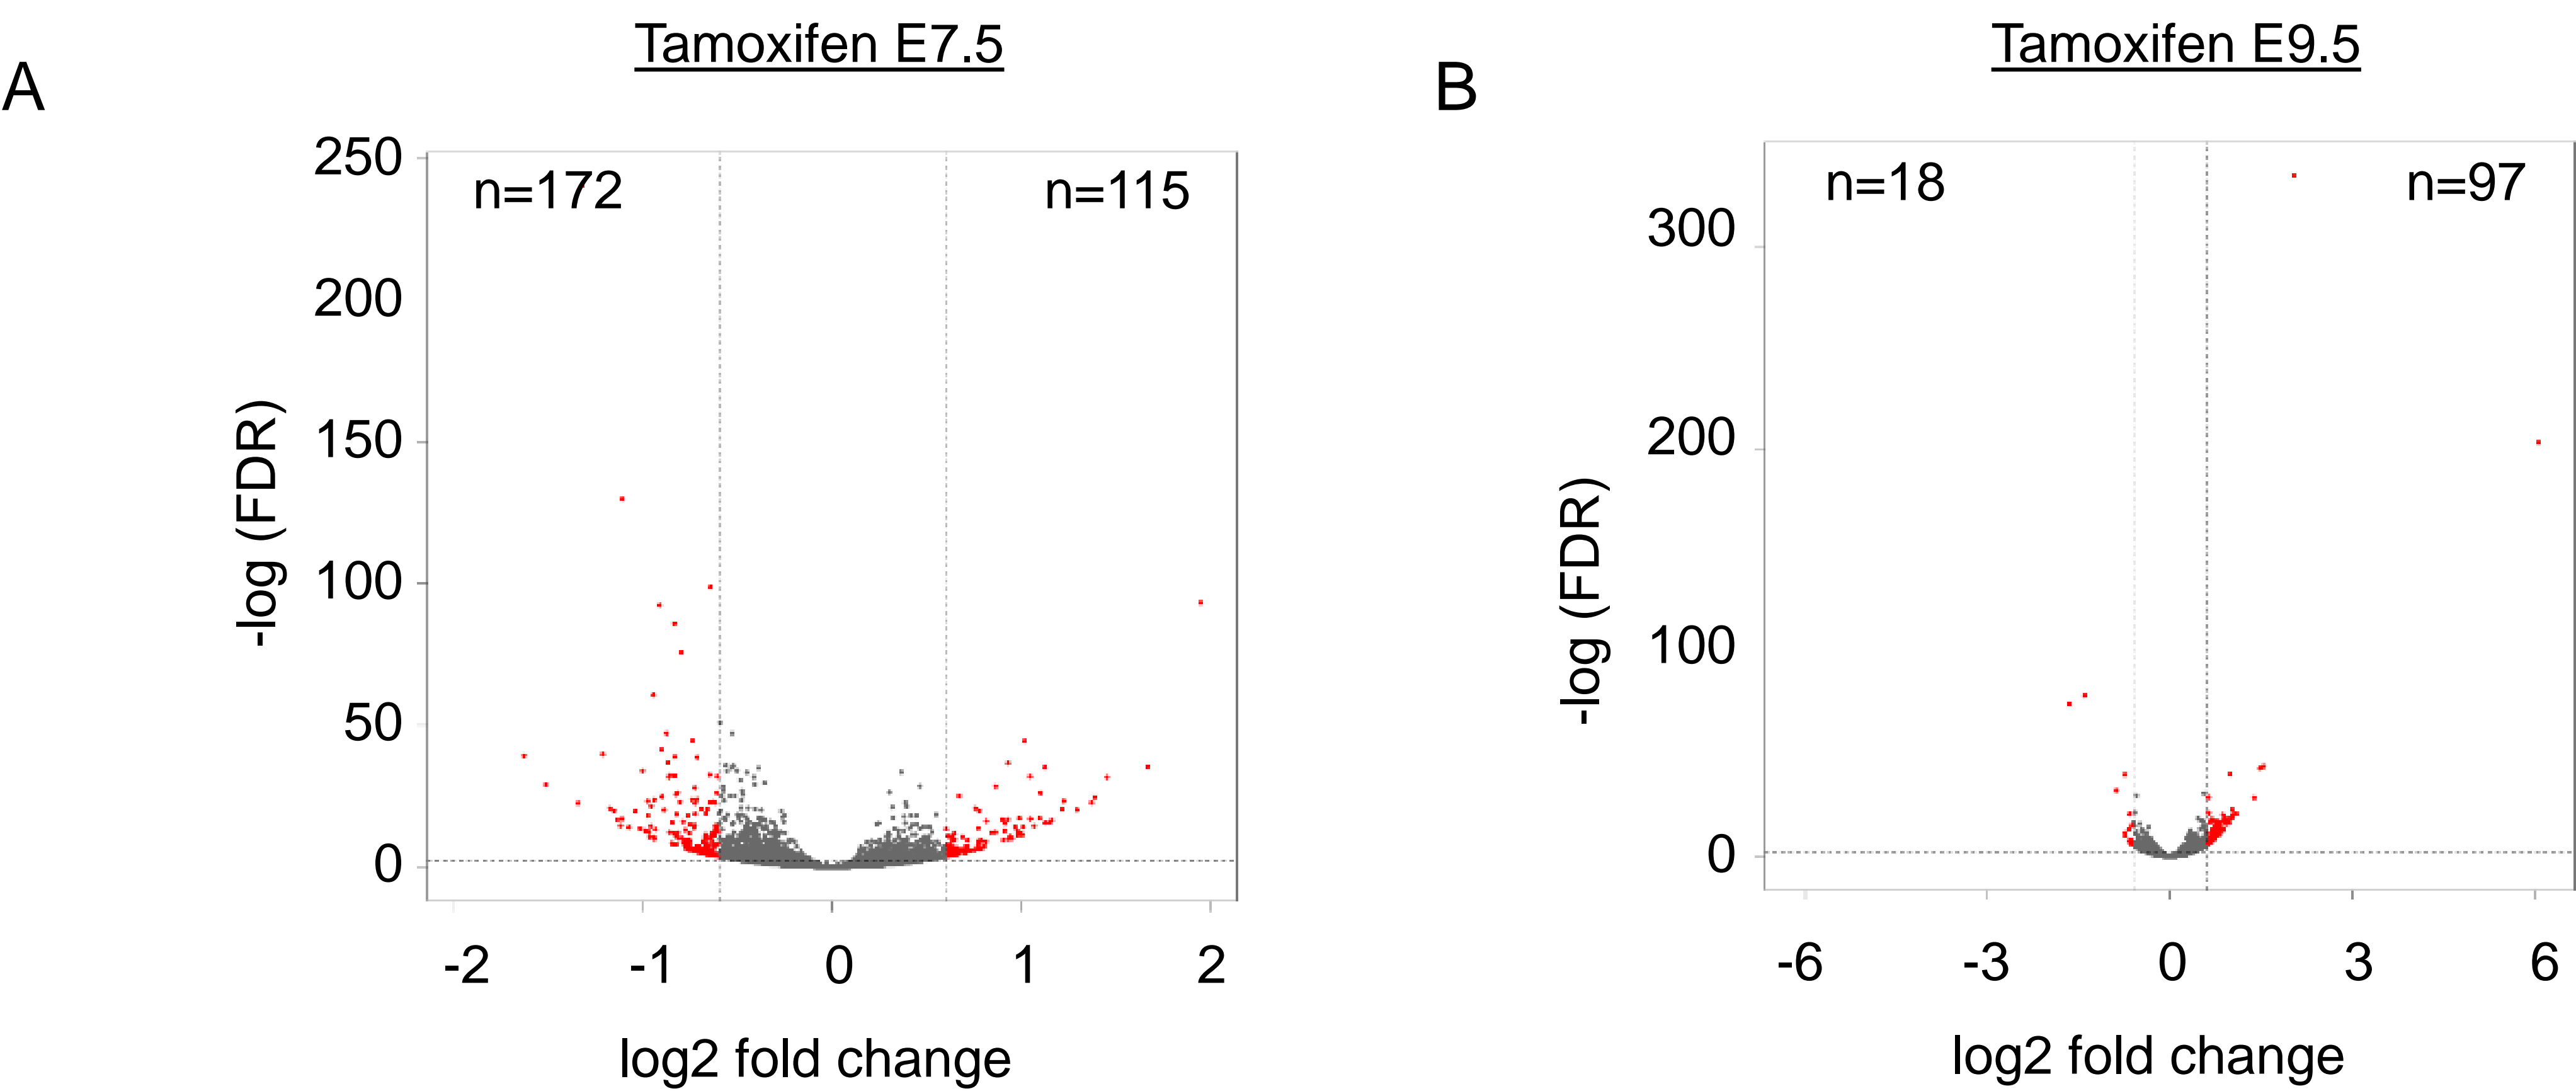 Tamoxifen E7.5
A
n=172
n=115
250
200
150
100
50
0
-log (FDR)
-2 -1 0 1 2
log2 fold change
Tamoxifen E9.5
B
n=18
n=97
300
200
100
0
-log (FDR)
-6 -3 0 3 6
log2 fold change